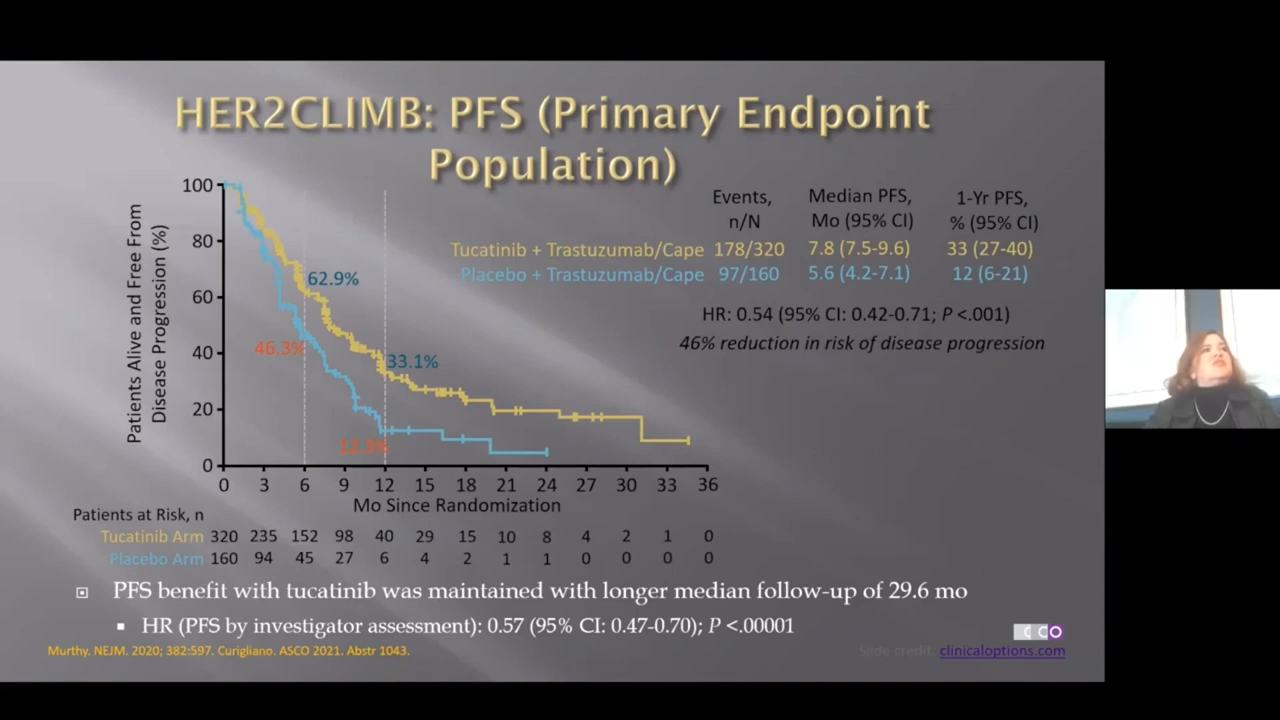 HER2CLIMB: PFS (Primary Endpoint
Population)
Patients Alive and Free From
Disease Progression (%)
100
80
60
40
20
0
62.9%
46.3%
33.1%
12.3%
0 3 6 9 12 15 18 21 24 27 30 33 36
Mo Since Randomization
Events, Median PFS, 1-Yr PFS,
n/N Mo (95% CI) % (95% CI)
Tucatinib + Trastuzumab/Cape 178/320 7.8 (7.5-9.6) 33 (27-40)
Placebo + Trastuzumab/Cape 97/160 5.6 (4.2-7.1) 12 (6-21)
HR: 0.54 (95% CI: 0.42-0.71; P <.001)
46% reduction in risk of disease progression
Patients at Risk, n
Tucatinib Arm 320 235 152 98 40 29 15 10 8 4 2 1 0
Placebo Arm 160 94 45 27 6 4 2 1 1 0 0 0 0
PFS benefit with tucatinib was maintained with longer median follow-up of 29.6 mo
HR (PFS by investigator assessment): 0.57 (95% CI: 0.47-0.70); P <.00001
CCO
Murthy. NEJM. 2020; 382:597. Curigliano. ASCO 2021. Abstr 1043.
Slide credit: clinicaloptions.com